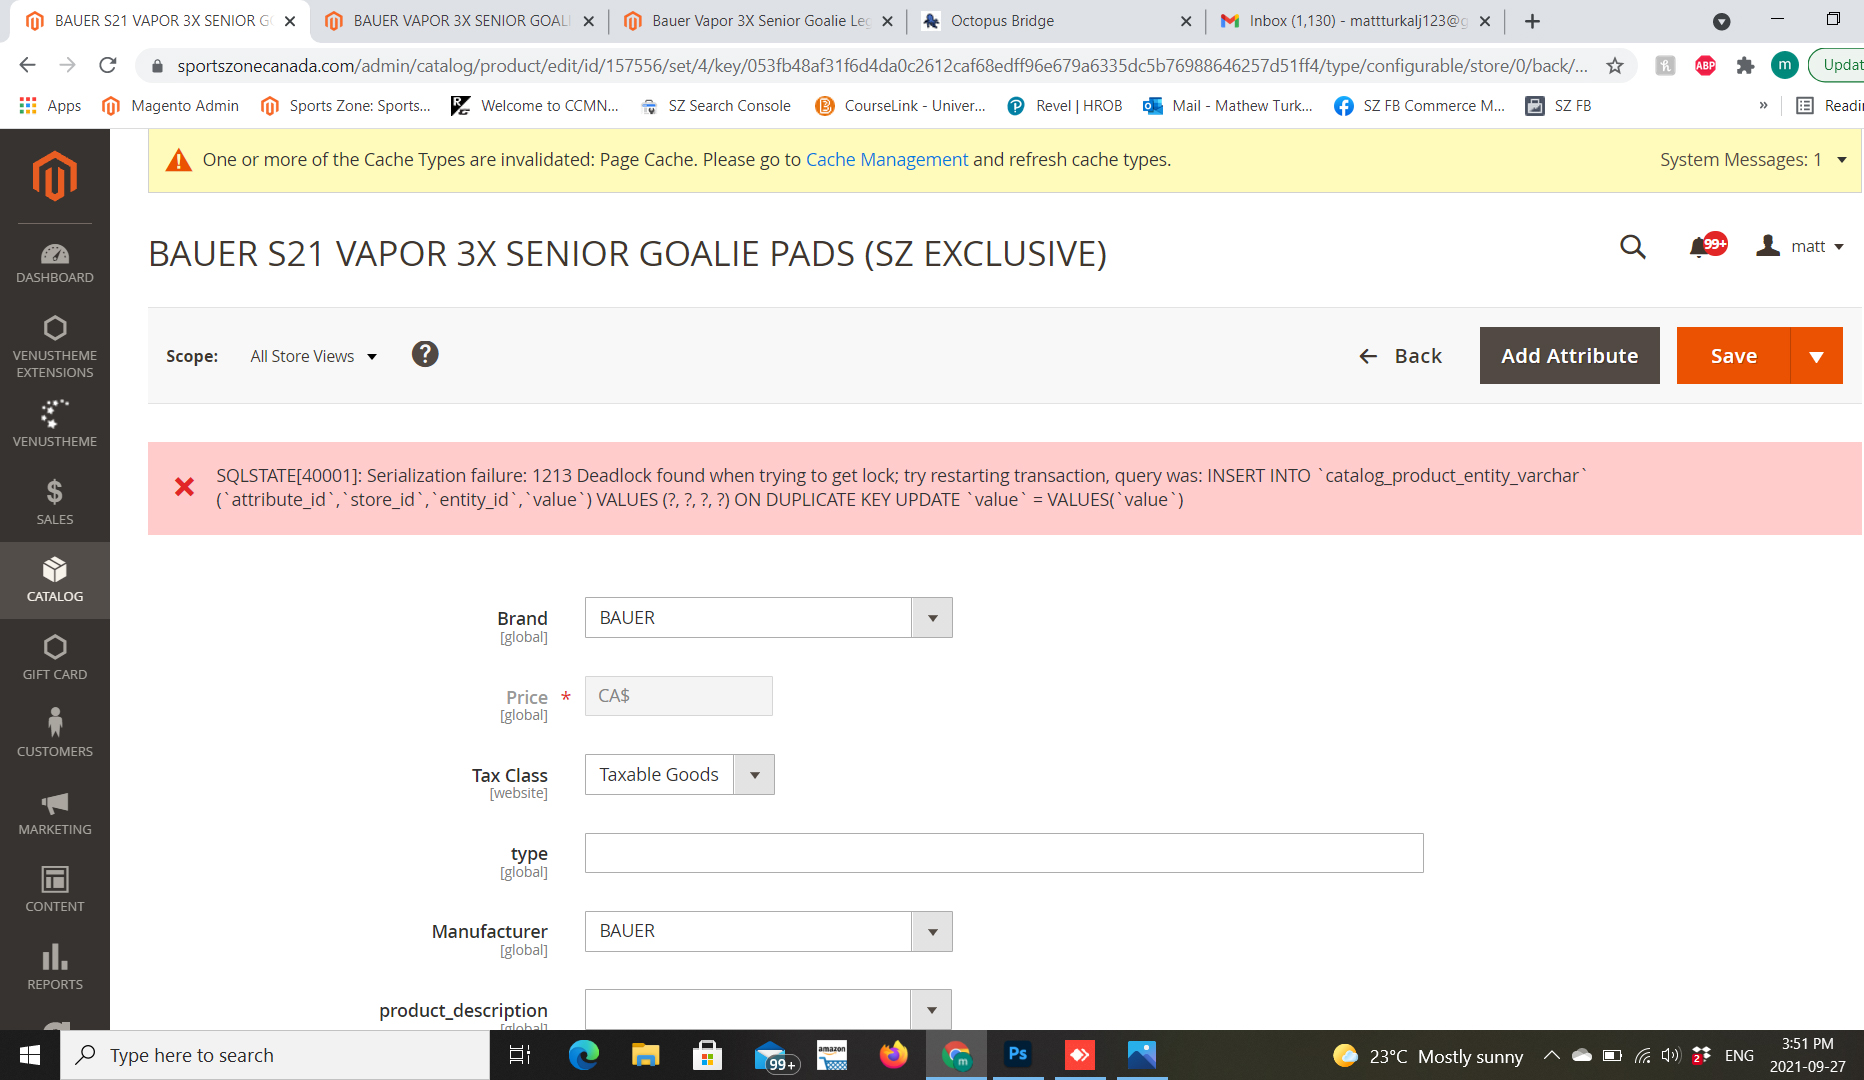 BAUER S21 VAPOR 3X SENIOR G
BAUER VAPOR 3X SENIOR GOAL
Bauer Vapor 3X Senior Goalie Leg
Octopus Bridge
Inbox (1,130) - mattturkalj123@g
sportszonecanada.com/admin/catalog/product/edit/id/157556/set/4/key/053fb48af31f6d4da0c2612caf68edff96e679a6335dc5b76988646257d51ff4/type/configurable/store/0/back/...
ABP
m
Updat
Apps
Magento Admin
Sports Zone: Sports...
Welcome to CCMN...
SZ Search Console
CourseLink - Univer...
Revel | HROB
Mail - Mathew Turk...
SZ FB Commerce M...
SZ FB
»
Readi
One or more of the Cache Types are invalidated: Page Cache. Please go to Cache Management and refresh cache types.
System Messages: 1
BAUER S21 VAPOR 3X SENIOR GOALIE PADS (SZ EXCLUSIVE)
99+
matt
Scope:
All Store Views
?
Back
Add Attribute
Save
SQLSTATE[40001]: Serialization failure: 1213 Deadlock found when trying to get lock; try restarting transaction, query was: INSERT INTO `catalog_product_entity_varchar`
(`attribute_id`,`store_id`,`entity_id`,`value`) VALUES (?, ?, ?, ?) ON DUPLICATE KEY UPDATE `value` = VALUES(`value`)
DASHBOARD
VENUSTHEME
EXTENSIONS
VENUSTHEME
$
SALES
CATALOG
GIFT CARD
CUSTOMERS
MARKETING
CONTENT
REPORTS
Brand
[global]
BAUER
Price *
[global]
CA$
Tax Class
[website]
Taxable Goods
type
[global]
Manufacturer
[global]
BAUER
product_description
[global]
Type here to search
99+
amazon
m
Ps
23°C Mostly sunny
2
ENG
3:51 PM
2021-09-27